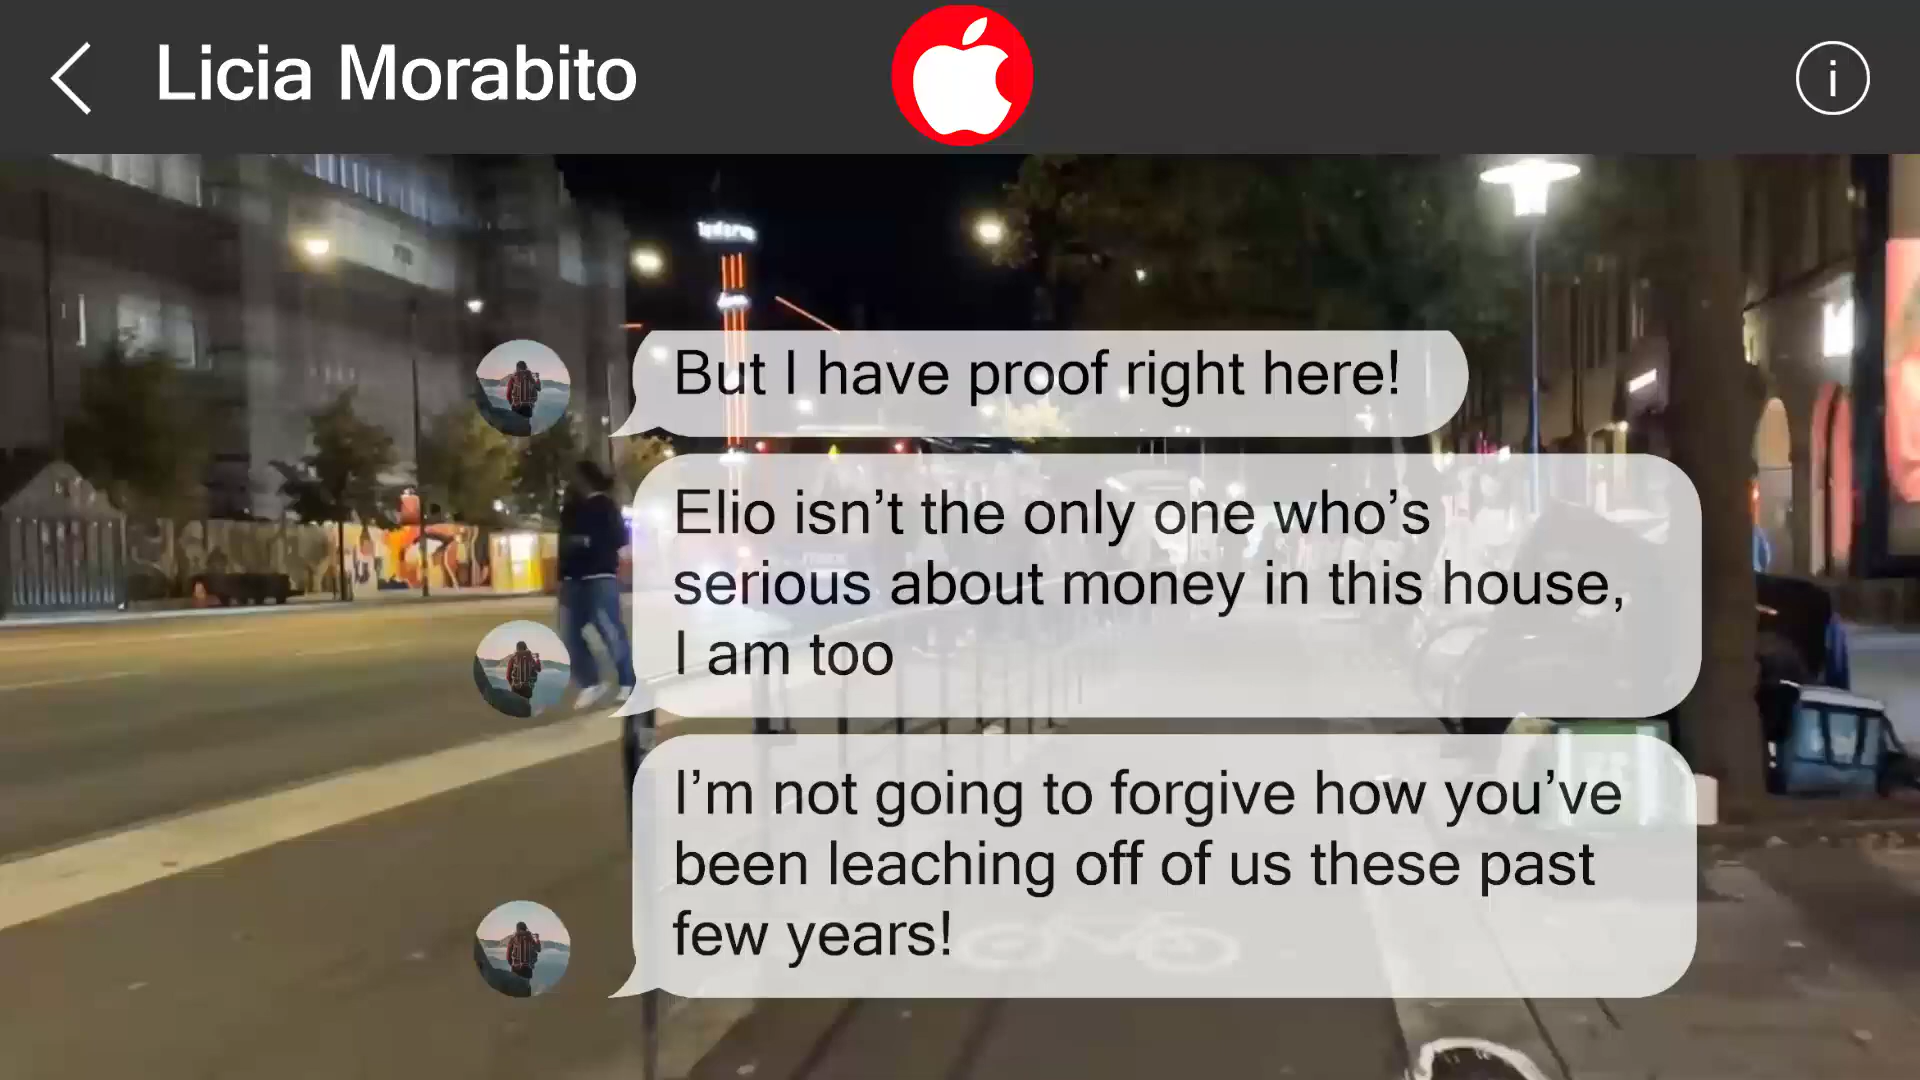 Licia Morabito
i
But I have proof right here!
Elio isn’t the only one who’s
serious about money in this house,
I am too
I’m not going to forgive how you’ve
been leaching off of us these past
few years!